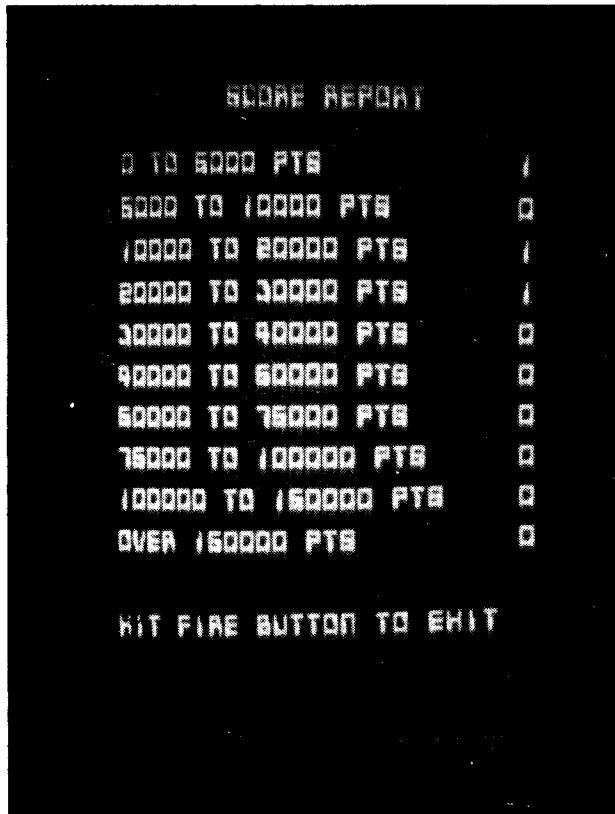 SCORE REPORT
0 TO 5000 PTS 1
5000 TO 10000 PTS 0
10000 TO 20000 PTS 1
20000 TO 30000 PTS 1
30000 TO 40000 PTS 0
40000 TO 50000 PTS 0
50000 TO 75000 PTS 0
75000 TO 100000 PTS 0
100000 TO 150000 PTS 0
OVER 150000 PTS 0
HIT FIRE BUTTON TO EXIT